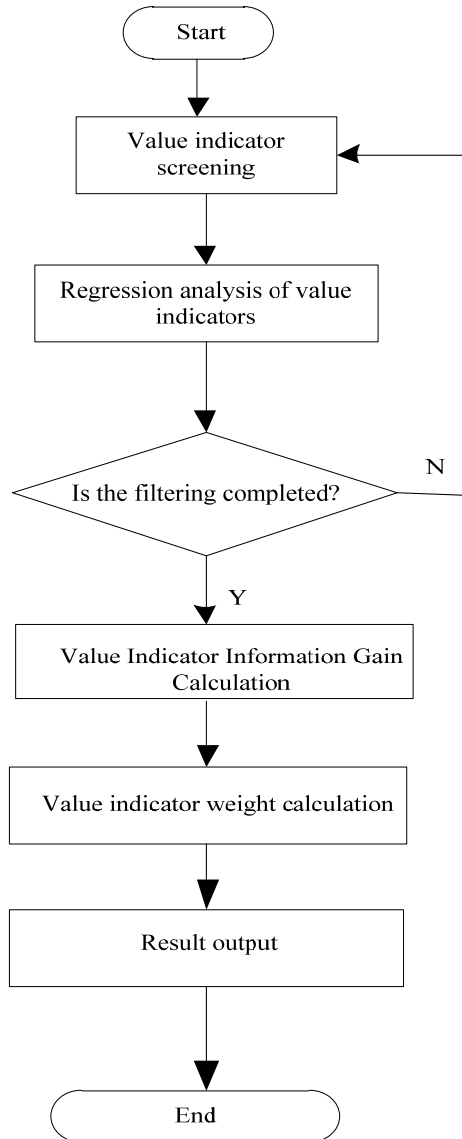 Start
Value indicator
screening
Regression analysis of value
indicators
Is the filtering completed?
N
Y
Value Indicator Information Gain
Calculation
Value indicator weight calculation
Result output
End